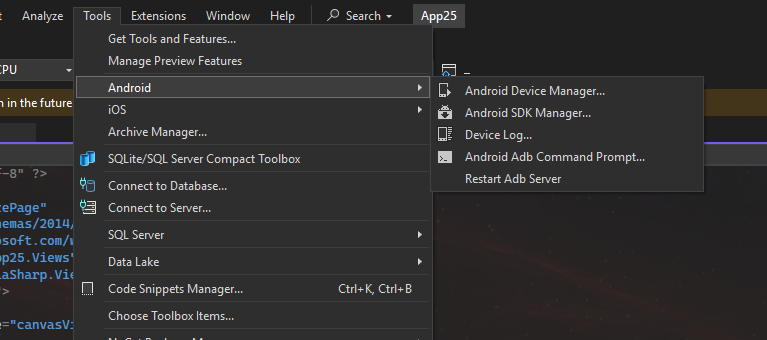 Analyze Tools Extensions Window Help Search App25
Get Tools and Features...
Manage Preview Features
CPU
Android
Android Device Manager...
n in the future
iOS
Android SDK Manager...
Archive Manager...
Device Log...
SQLite/SQL Server Compact Toolbox
Android Adb Command Prompt...
f-8" ?>
Restart Adb Server
Connect to Database...
tePage"
Connect to Server...
hemas/2014/
SQL Server
osoft.com/w
pp25.Views"
Data Lake
laSharp.Vie
Code Snippets Manager... Ctrl+K, Ctrl+B
">
Choose Toolbox Items...
e="canvasVi